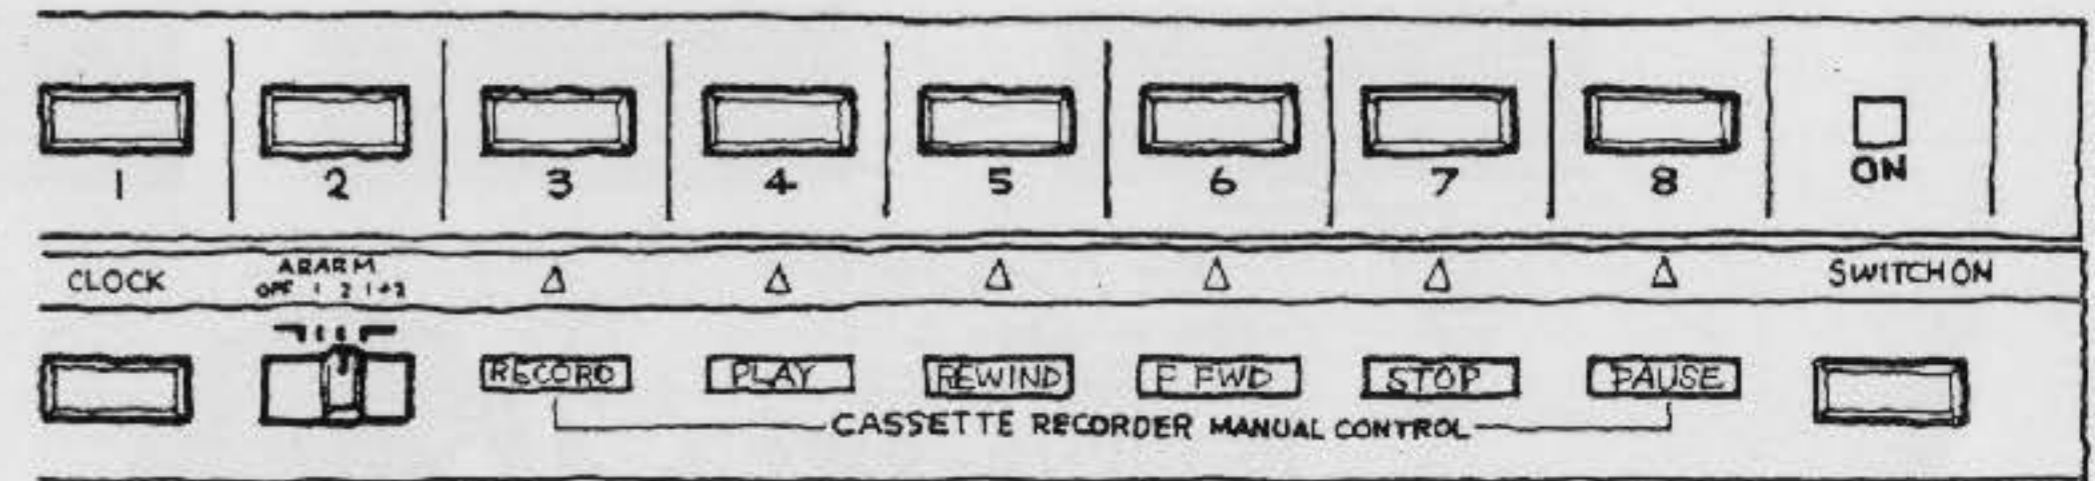 1 2 3 4 5 6 7 8 ON
CLOCK ABARM SWITCH ON
OFF 1 2 1+2
RECORD PLAY REWIND F FWD STOP PAUSE
CASSETTE RECORDER MANUAL CONTROL